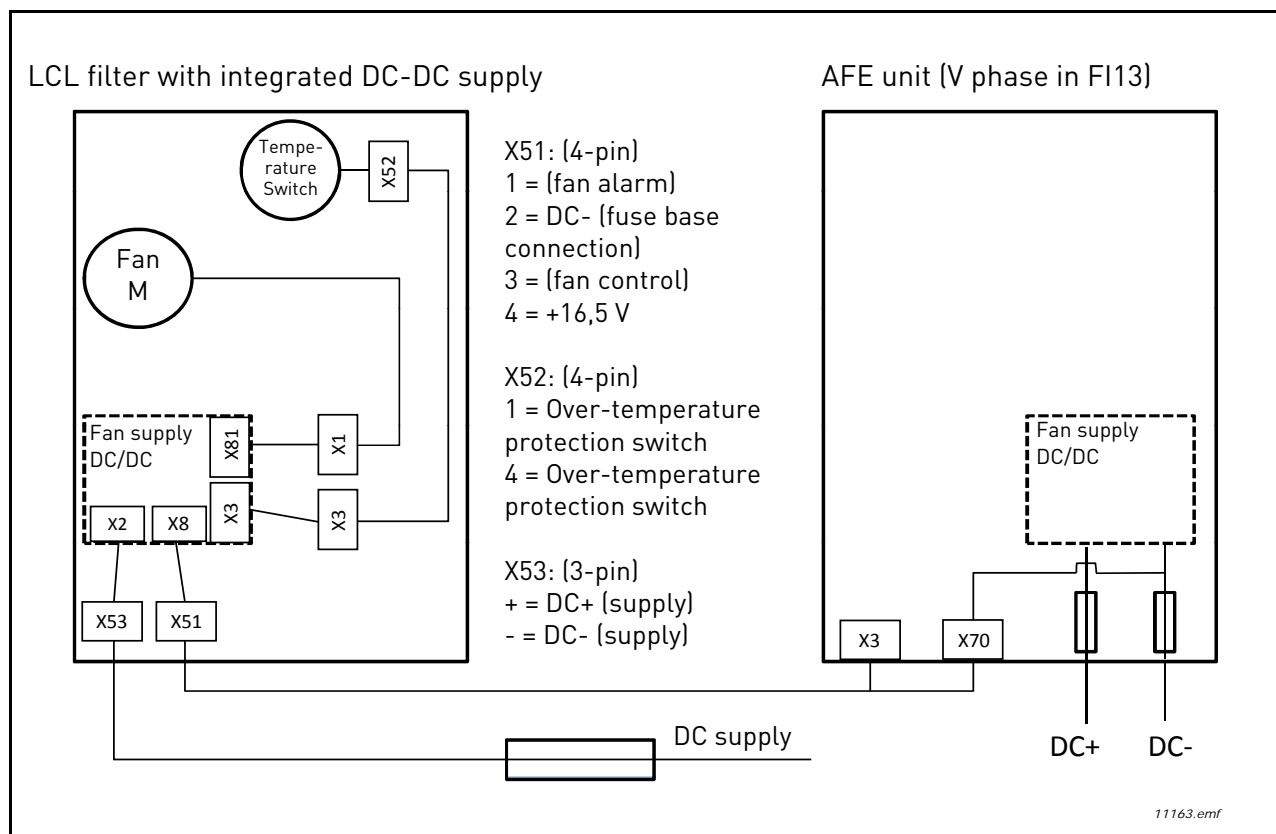 LCL filter with integrated DC-DC supply
AFE unit (V phase in FI13)
Tempe-
rature
Switch
X52
Fan
M
Fan supply
DC/DC
X81
X1
X3
X3
X2
X8
X53
X51
X51: (4-pin)
1 = (fan alarm)
2 = DC- (fuse base
connection)
3 = (fan control)
4 = +16,5 V
X52: (4-pin)
1 = Over-temperature
protection switch
4 = Over-temperature
protection switch
X53: (3-pin)
+ = DC+ (supply)
- = DC- (supply)
Fan supply
DC/DC
X3
X70
DC+
DC-
DC supply
11163.emf